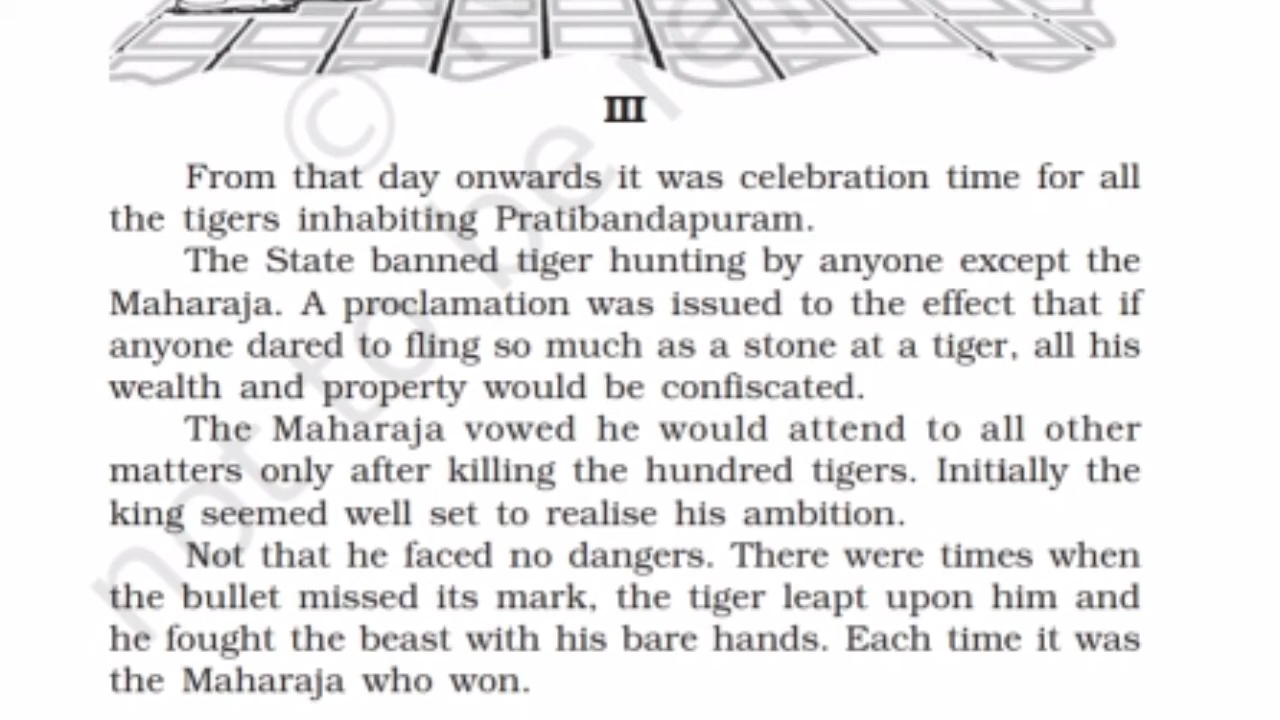 III
From that day onwards it was celebration time for all
the tigers inhabiting Pratibandapuram.
The State banned tiger hunting by anyone except the
Maharaja. A proclamation was issued to the effect that if
anyone dared to fling so much as a stone at a tiger, all his
wealth and property would be confiscated.
The Maharaja vowed he would attend to all other
matters only after killing the hundred tigers. Initially the
king seemed well set to realise his ambition.
Not that he faced no dangers. There were times when
the bullet missed its mark, the tiger leapt upon him and
he fought the beast with his bare hands. Each time it was
the Maharaja who won.
not to be re
©